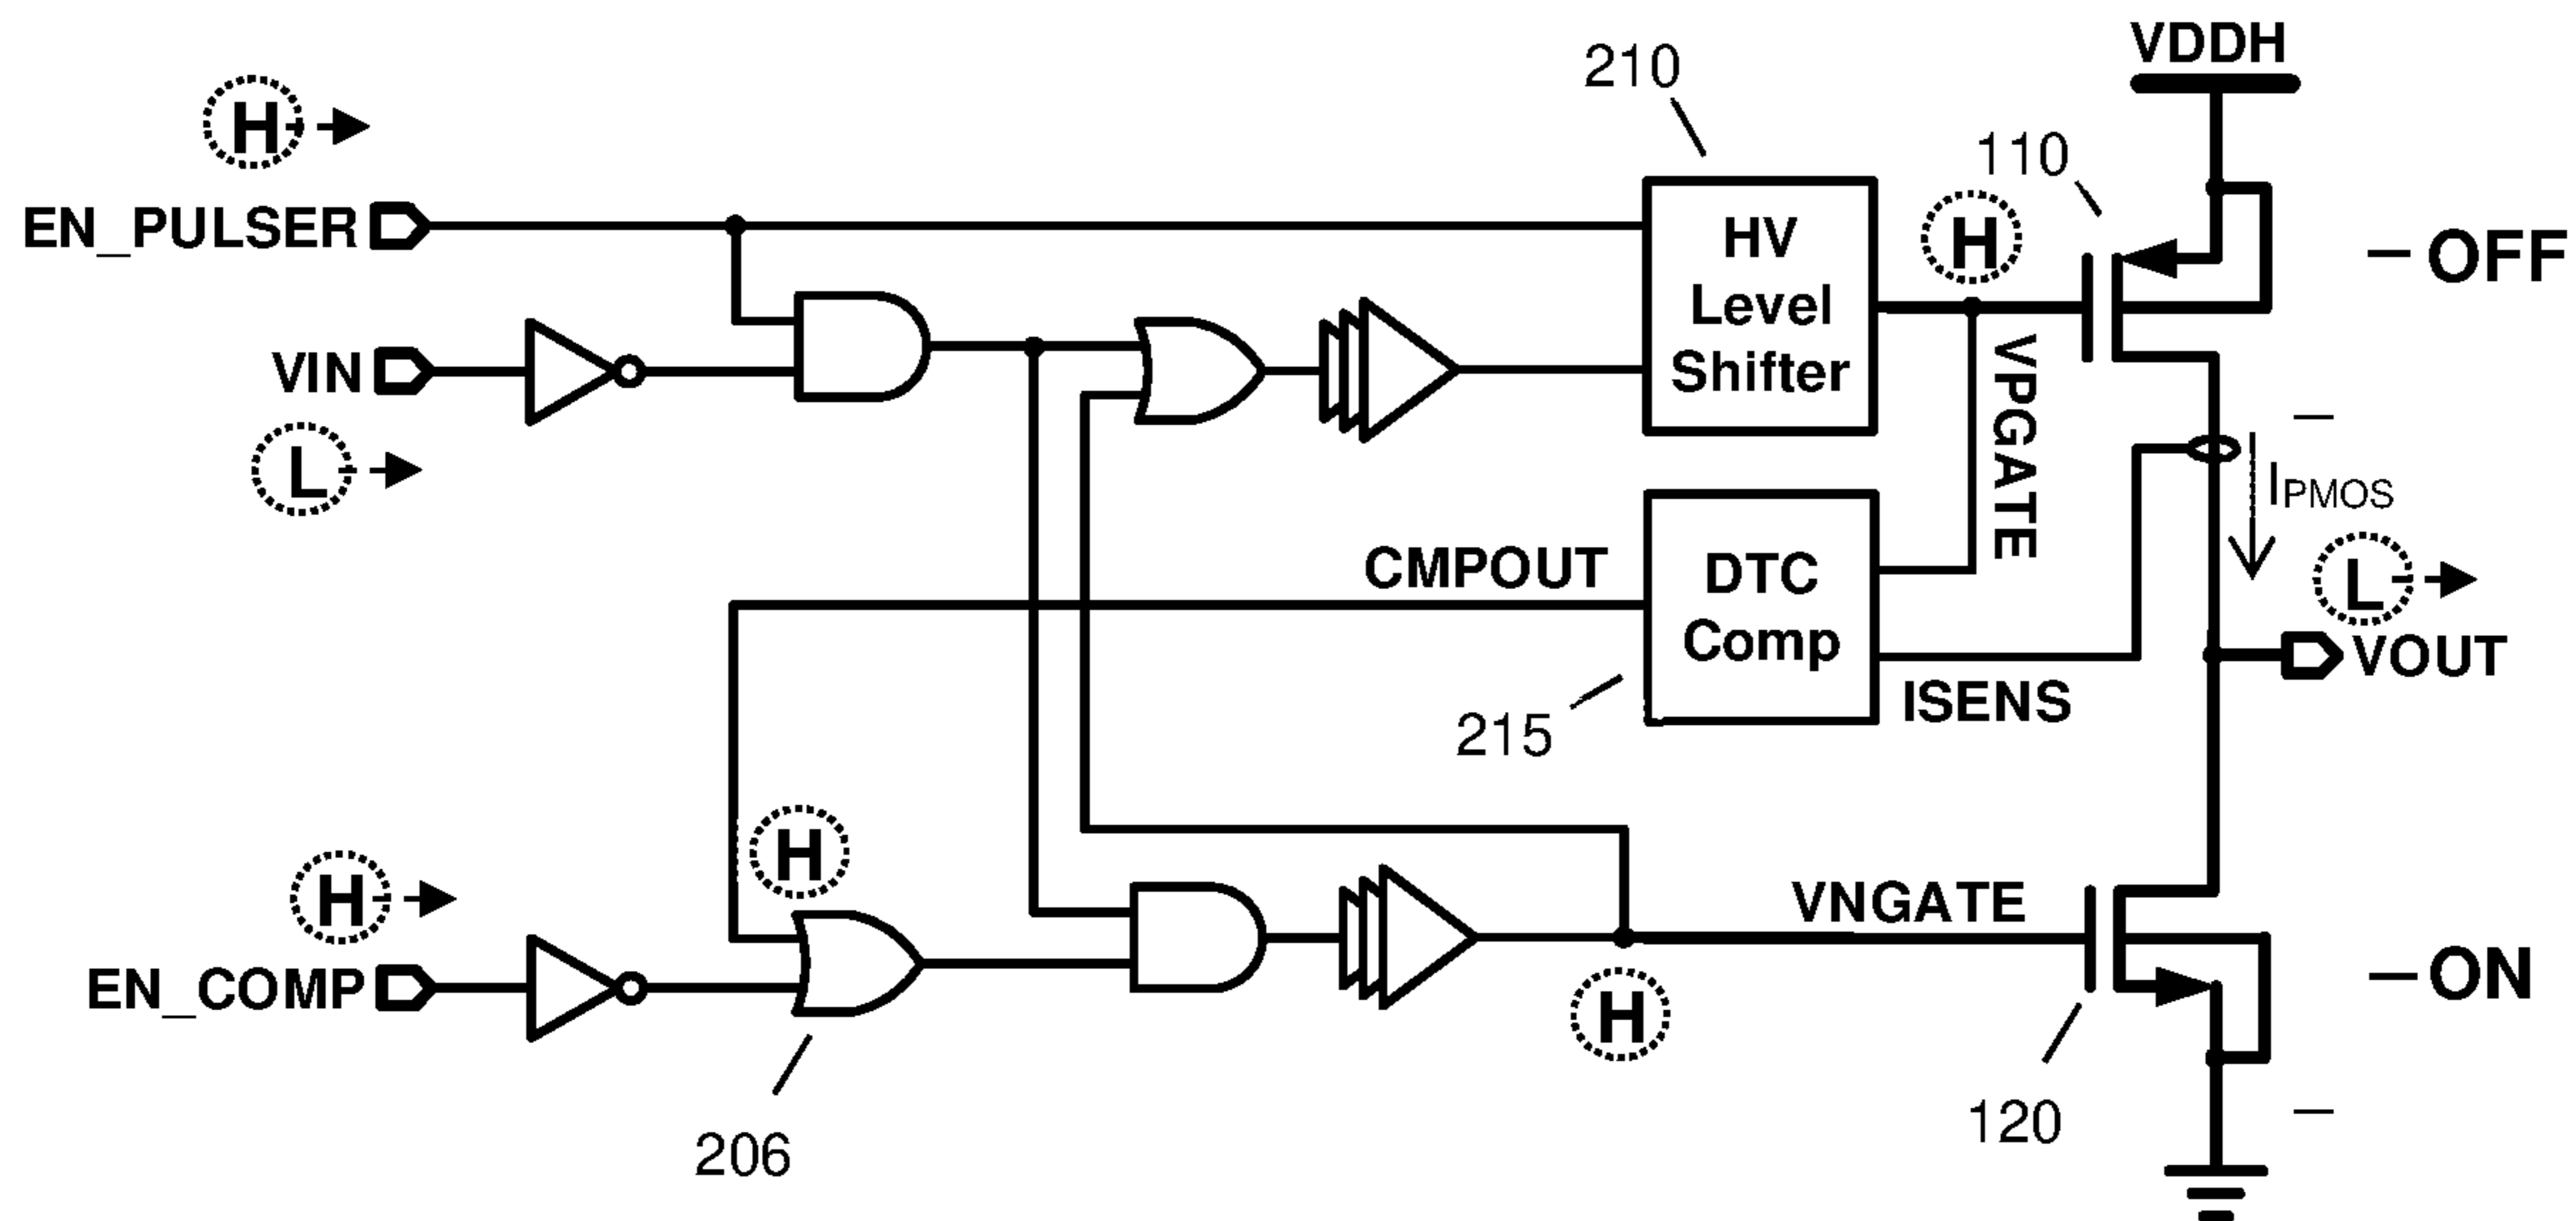 VDDH
210
H
110
H
EN_PULSER
HV
Level
Shifter
OFF
VIN
L
VPGATE
IPMOS
CMPOUT
DTC
Comp
L
VOUT
ISENS
215
H
H
VNGATE
EN_COMP
ON
H
120
206